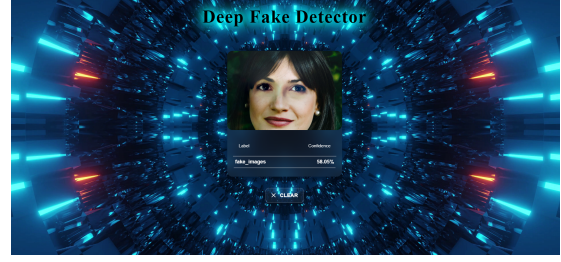 Deep Fake Detector
Label Confidence
fake_images 58.05%
× CLEAR